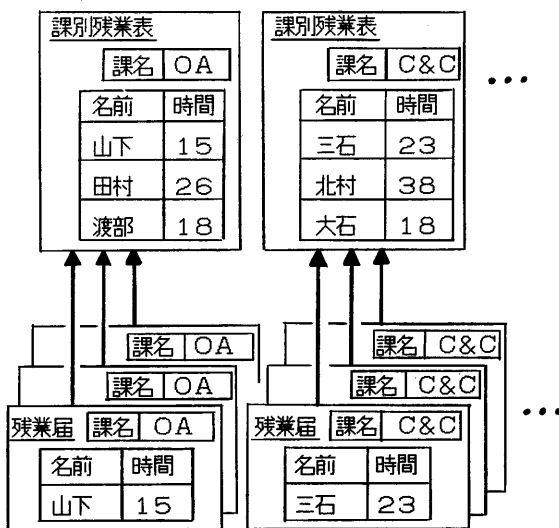 課別残業表
課名 OA
名前 時間
山下 15
田村 26
渡部 18
課別残業表
課名 C&C
名前 時間
三石 23
北村 38
大石 18
...
課名 OA
課名 OA
残業届 課名 OA
名前 時間
山下 15
課名 C&C
課名 C&C
残業届 課名 C&C
名前 時間
三石 23
...